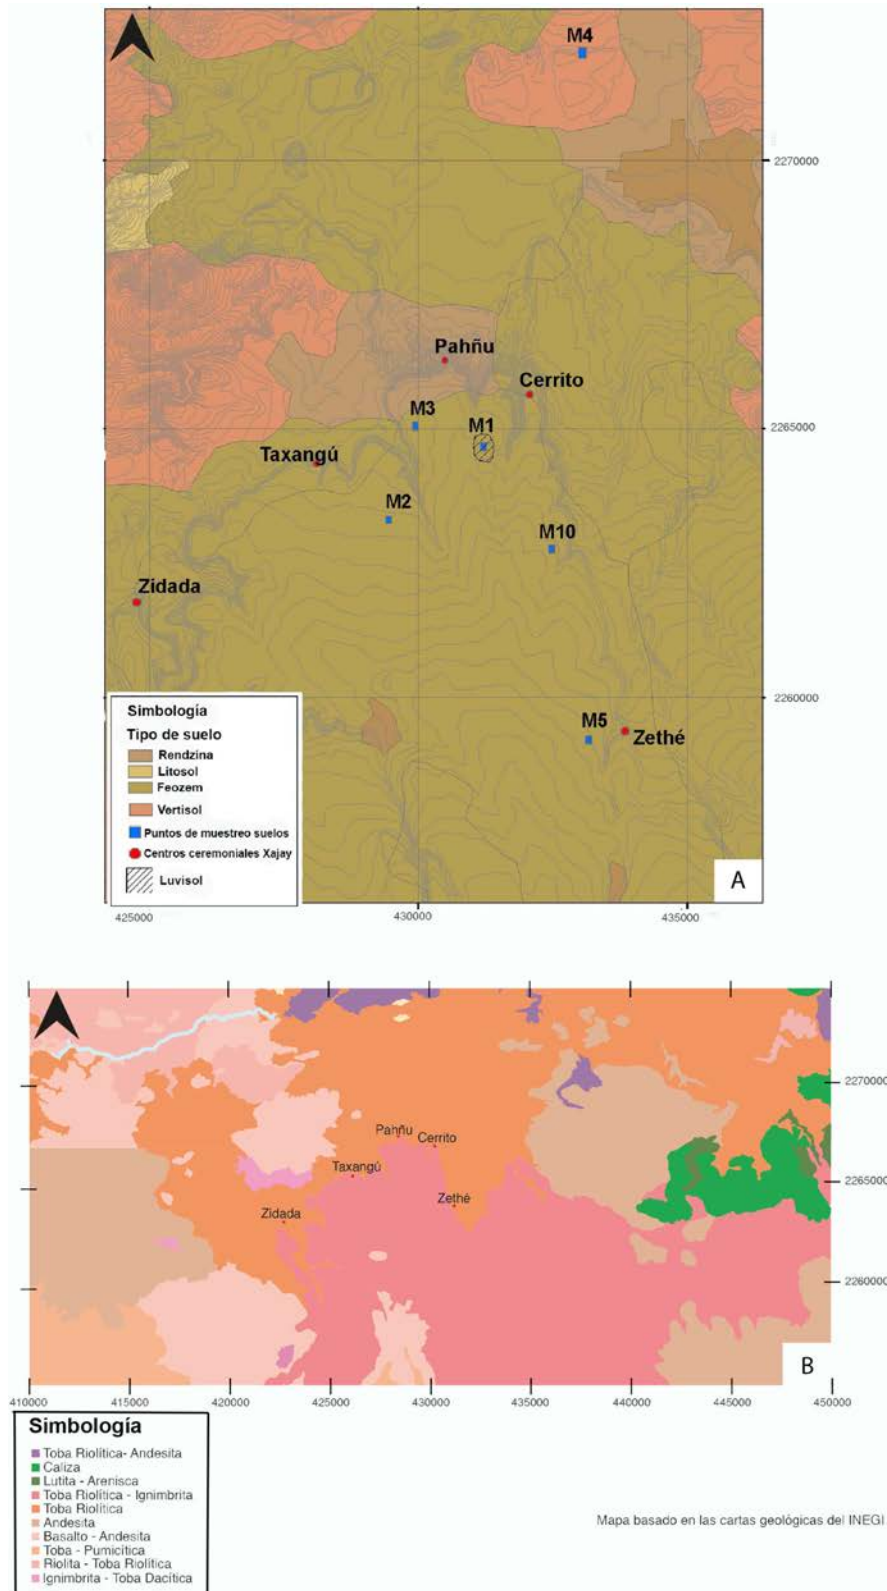 M4
2270000
Pahñu
Cerrito
M3
M1
2265000
Taxangú
M2
M10
Zidada
2260000
M5
Zethé
Simbología
Tipo de suelo
Rendzina
Litosol
Feozem
Vertisol
Puntos de muestreo suelos
Centros ceremoniales Xajay
Luvisol
A
425000
430000
435000
2270000
Pahñu
Cerrito
Taxangú
2265000
Zethé
Zidada
2260000
B
410000
415000
420000
425000
430000
435000
440000
445000
450000
Simbología
Toba Riolítica- Andesita
Caliza
Lutita - Arenisca
Toba Riolítica - Ignimbrita
Toba Riolítica
Andesita
Basalto - Andesita
Toba - Pumicítica
Riolita - Toba Riolítica
Ignimbrita - Toba Dacítica
Mapa basado en las cartas geológicas del INEGI